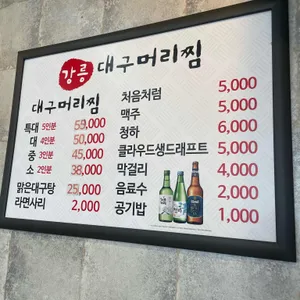 강릉 대구머리찜
대구머리찜
특대 5인분 59,000
대 4인분 50,000
중 3인분 45,000
소 2인분 38,000
맑은대구탕 25,000
라면사리 2,000
처음처럼 5,000
맥주 5,000
청하 6,000
클라우드생드래프트 5,000
막걸리 4,000
음료수 2,000
공기밥 1,000